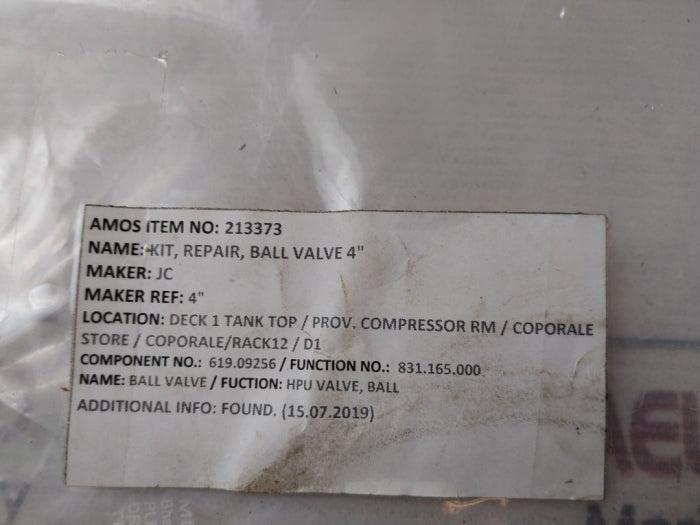 AMOS ITEM NO: 213373
NAME: KIT, REPAIR, BALL VALVE 4"
MAKER: JC
MAKER REF: 4"
LOCATION: DECK 1 TANK TOP / PROV. COMPRESSOR RM / COPORALE
STORE / COPORALE/RACK12 / D1
COMPONENT NO.: 619.09256 / FUNCTION NO.: 831.165.000
NAME: BALL VALVE / FUCTION: HPU VALVE, BALL
ADDITIONAL INFO: FOUND. (15.07.2019)